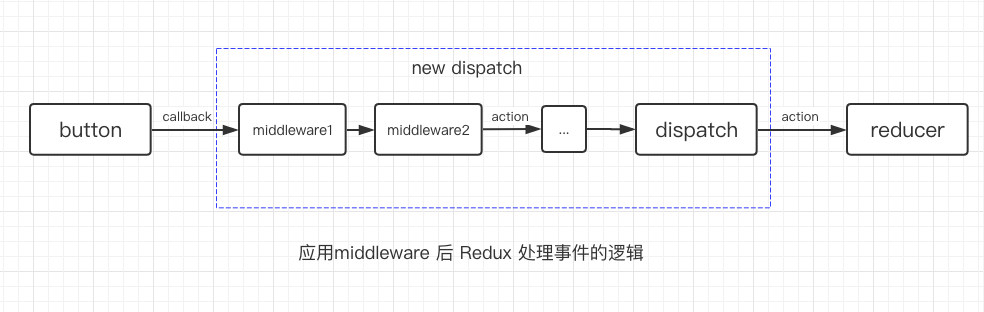 new dispatch
button
callback
middleware1
middleware2
action
...
dispatch
action
reducer
应用middleware 后 Redux 处理事件的逻辑